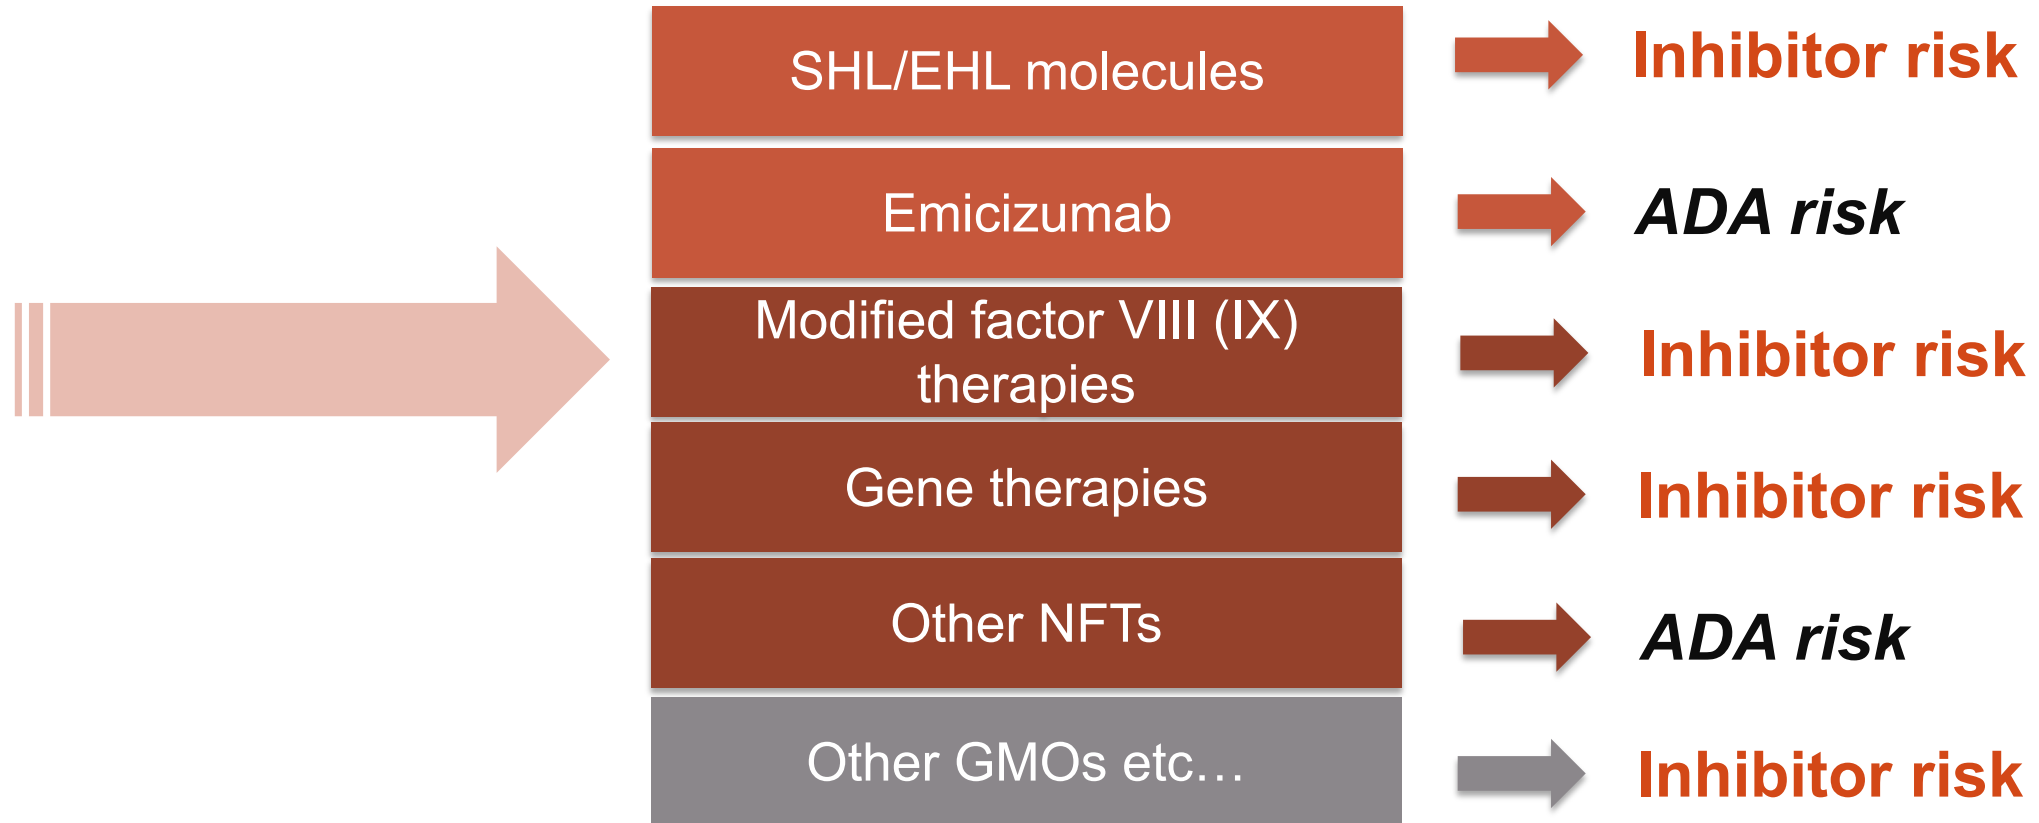 SHL/EHL molecules
Inhibitor risk
Emicizumab
ADA risk
Modified factor VIII (IX)
therapies
Inhibitor risk
Gene therapies
Inhibitor risk
Other NFTs
ADA risk
Other GMOs etc…
Inhibitor risk